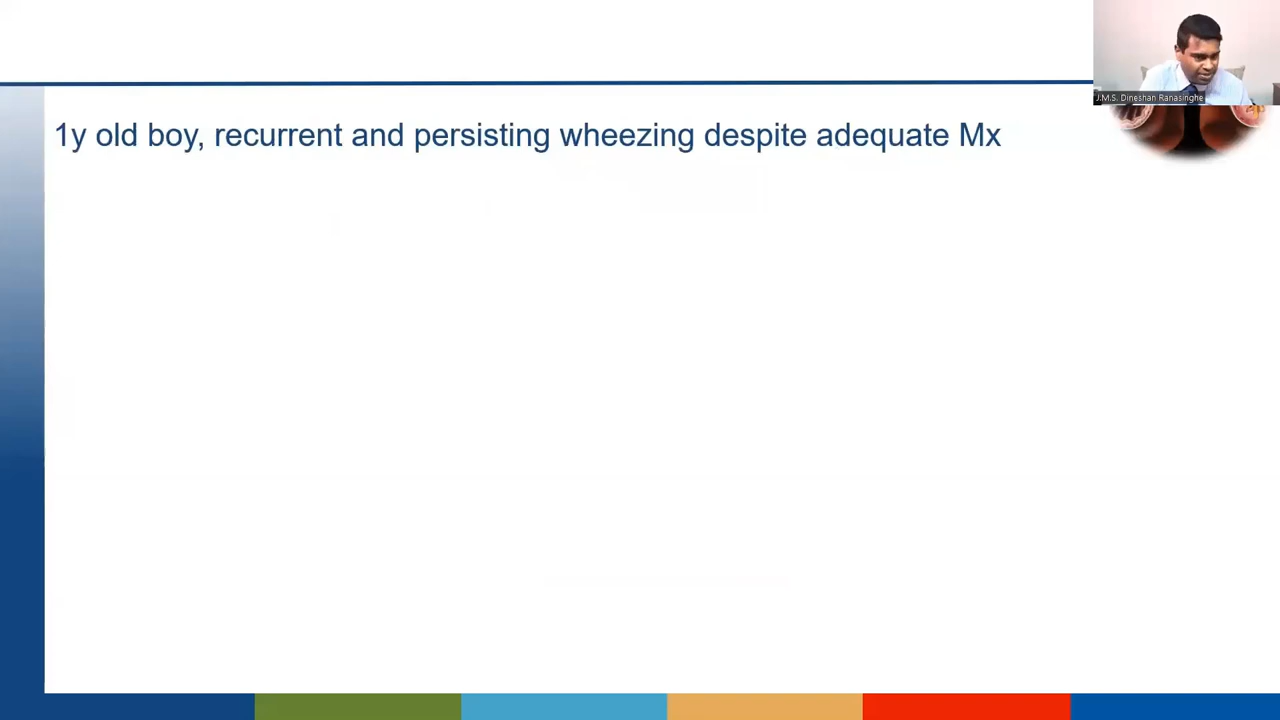 J.M.S. Dineshan Ranasinghe
1y old boy, recurrent and persisting wheezing despite adequate Mx